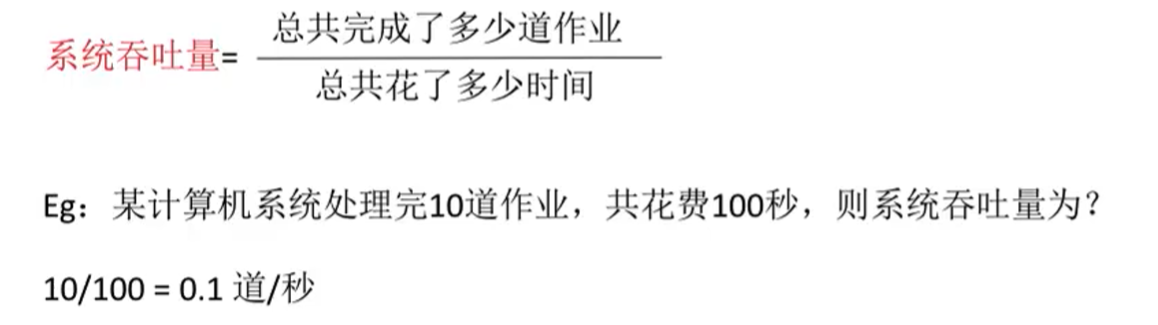 总共完成了多少道作业
系统吞吐量=
总共花了多少时间
Eg：某计算机系统处理完10道作业，共花费100秒，则系统吞吐量为？
10/100 = 0.1 道/秒